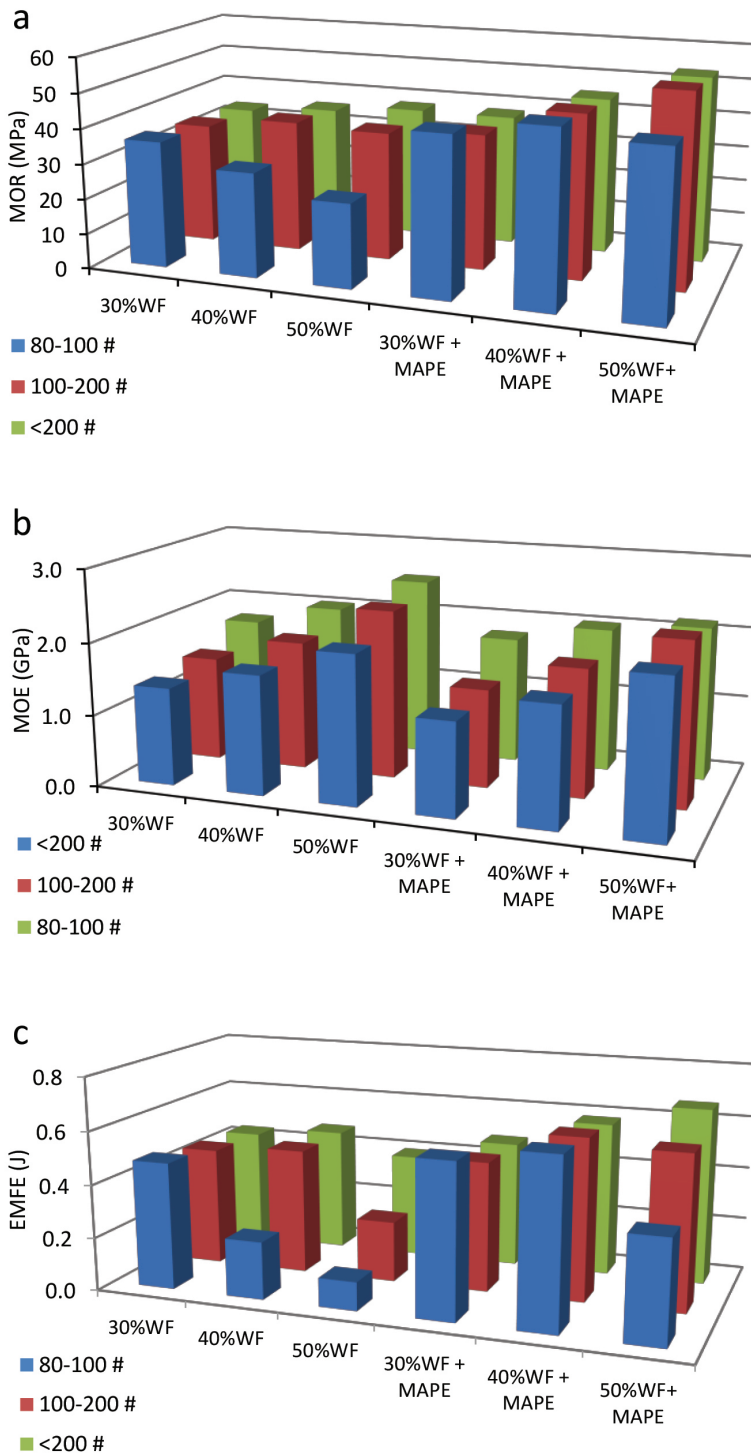 a
60
50
40
30
20
10
0
MOR (MPa)
30%WF
40%WF
50%WF
30%WF +
MAPE
40%WF +
MAPE
50%WF+
MAPE
80-100 #
100-200 #
<200 #
b
3.0
2.0
1.0
0.0
MOE (GPa)
30%WF
40%WF
50%WF
30%WF +
MAPE
40%WF +
MAPE
50%WF+
MAPE
<200 #
100-200 #
80-100 #
c
0.8
0.6
0.4
0.2
0.0
EMFE (J)
30%WF
40%WF
50%WF
30%WF +
MAPE
40%WF +
MAPE
50%WF+
MAPE
80-100 #
100-200 #
<200 #